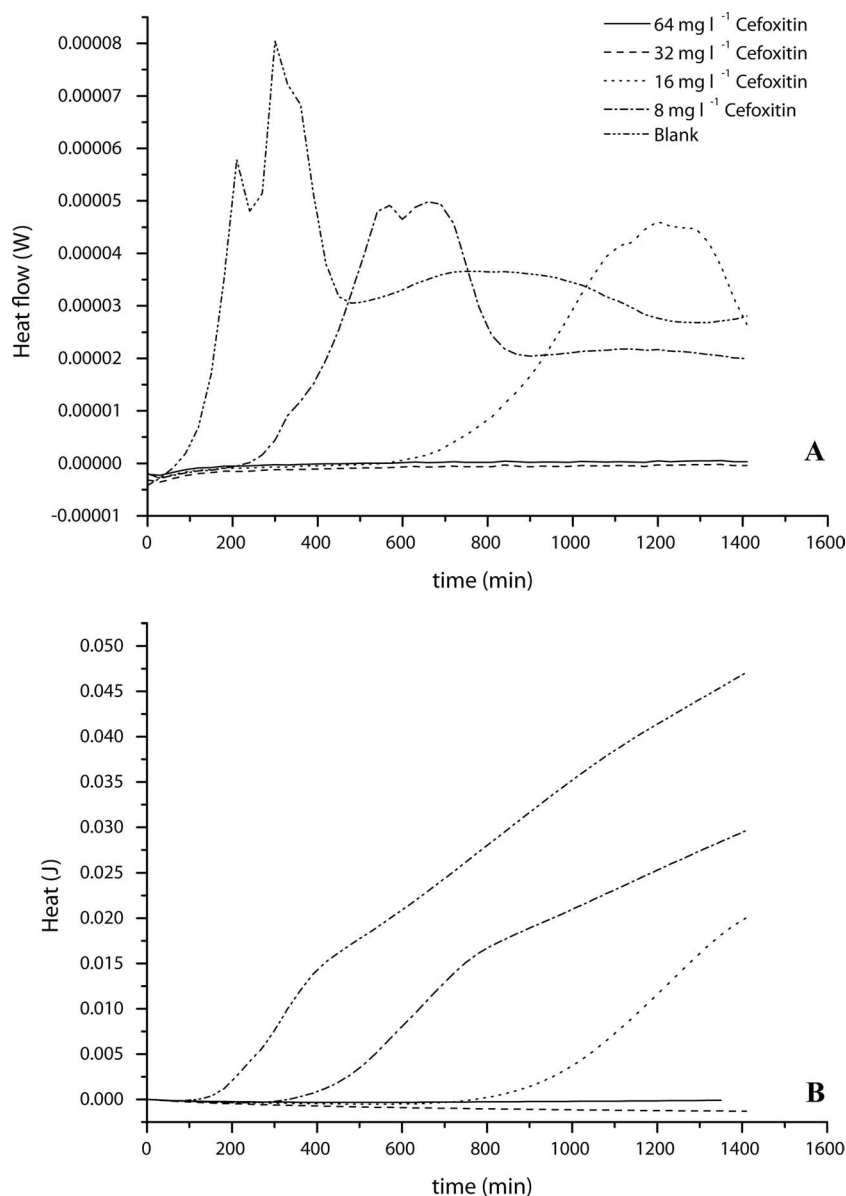 64 mg l ⁻¹ Cefoxitin
32 mg l ⁻¹ Cefoxitin
16 mg l ⁻¹ Cefoxitin
8 mg l ⁻¹ Cefoxitin
Blank
Heat flow (W)
0.00008
0.00007
0.00006
0.00005
0.00004
0.00003
0.00002
0.00001
0.00000
-0.00001
A
0 200 400 600 800 1000 1200 1400 1600
time (min)
Heat (J)
0.050
0.045
0.040
0.035
0.030
0.025
0.020
0.015
0.010
0.005
0.000
B
0 200 400 600 800 1000 1200 1400 1600
time (min)